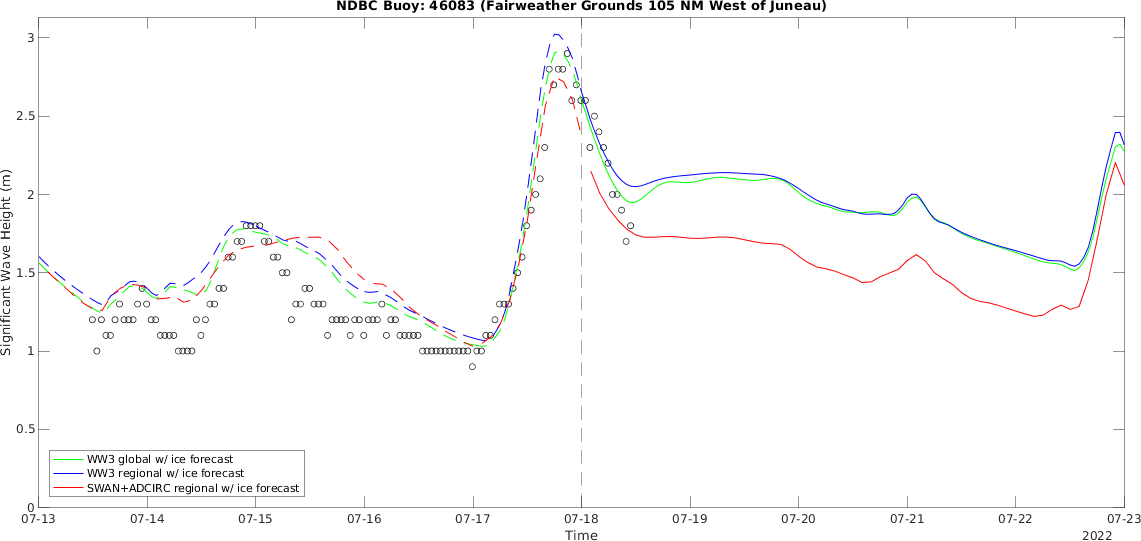 NDBC Buoy: 46083 (Fairweather Grounds 105 NM West of Juneau)
3
2.5
2
1.5
1
0.5
0
Significant Wave Height (m)
WW3 global w/ ice forecast
WW3 regional w/ ice forecast
SWAN+ADCIRC regional w/ ice forecast
07-13 07-14 07-15 07-16 07-17 07-18 07-19 07-20 07-21 07-22 07-23
Time
2022